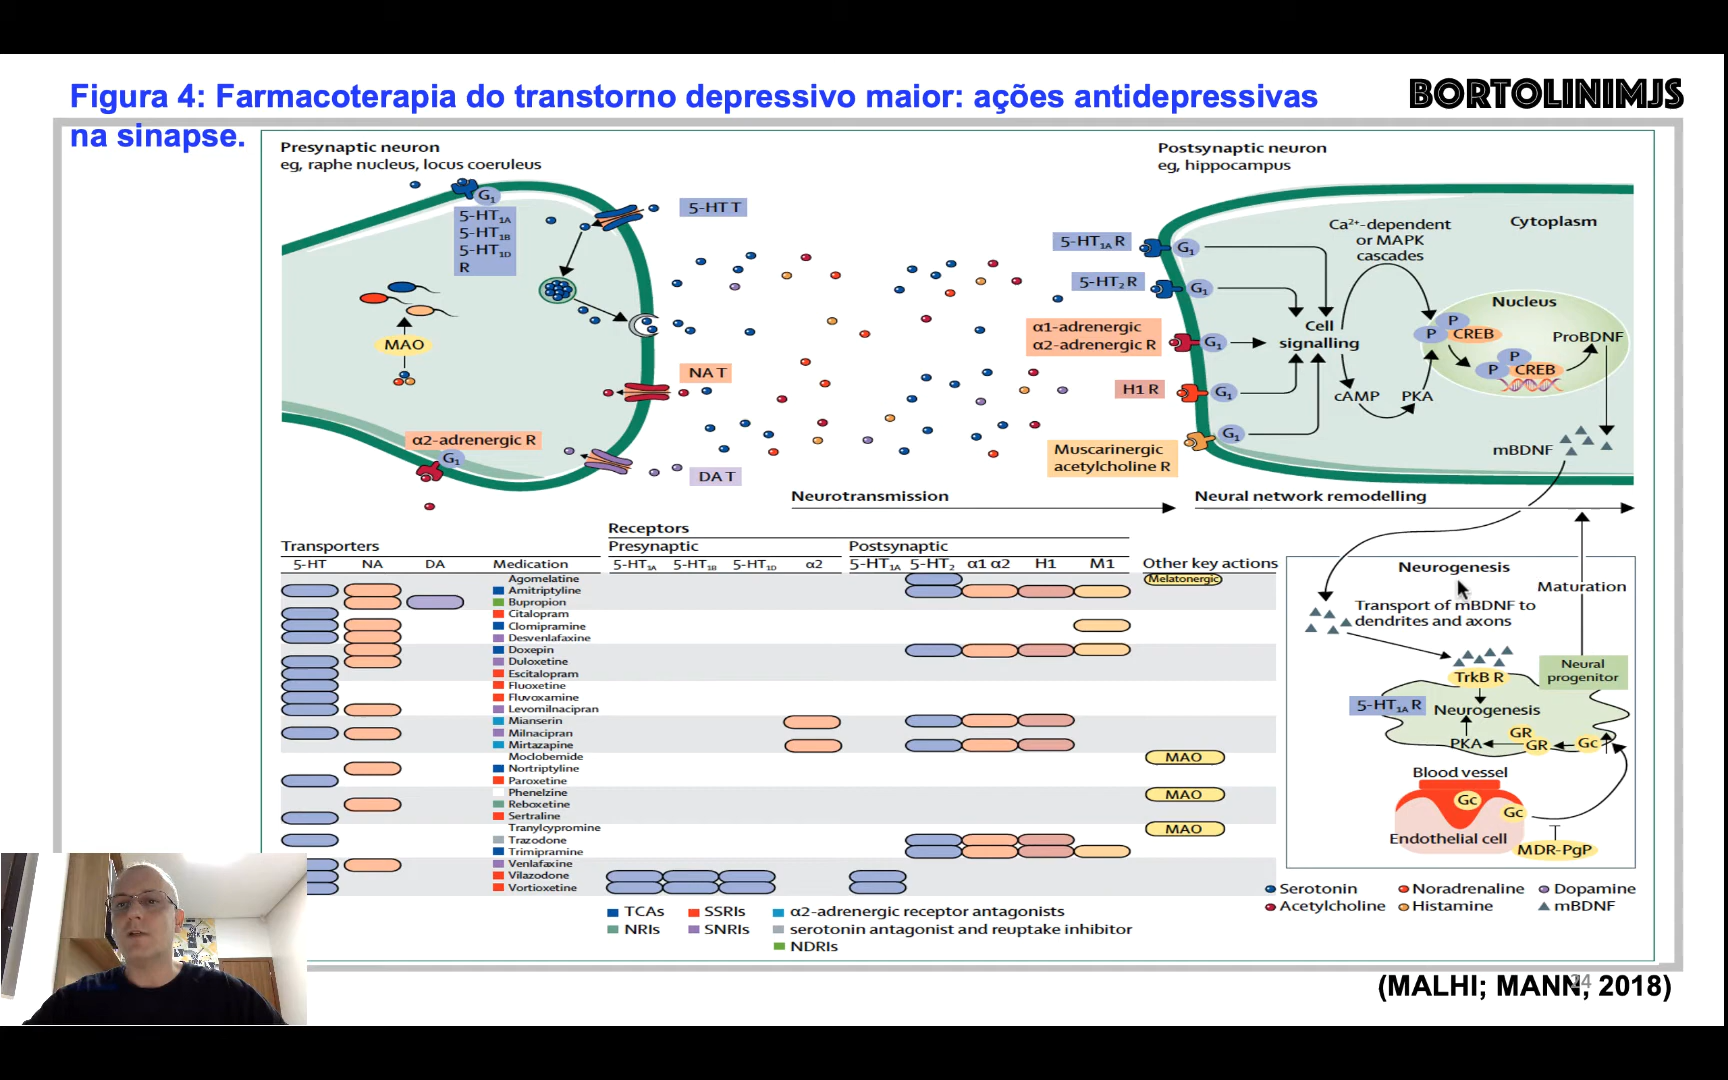 Figura 4: Farmacoterapia do transtorno depressivo maior: ações antidepressivas
na sinapse.
BORTOLINIMJS
Presynaptic neuron
eg, raphe nucleus, locus coeruleus
G1
5-HT1A
5-HT1B
5-HT1D
R
5-HT T
MAO
NAT
α2-adrenergic R
G1
DAT
Postsynaptic neuron
eg, hippocampus
5-HT1A R
G1
5-HT2 R
G1
α1-adrenergic
α2-adrenergic R
G1
H1 R
G1
Muscarinergic
acetylcholine R
G1
Ca2+-dependent
or MAPK
cascades
Cytoplasm
Cell
signalling
cAMP
PKA
Nucleus
P
P
CREB
P
P
CREB
ProBDNF
mBDNF
Neurotransmission
Neural network remodelling
Receptors
Transporters
Presynaptic
Postsynaptic
5-HT NA DA Medication 5-HT1A 5-HT1B 5-HT1D α2 5-HT1A 5-HT2 α1 α2 H1 M1 Other key actions
Agomelatine Melatonergic
Amitriptyline
Bupropion
Citalopram
Clomipramine
Desvenlafaxine
Doxepin
Duloxetine
Escitalopram
Fluoxetine
Fluvoxamine
Levomilnacipran
Mianserin
Milnacipran
Mirtazapine
Moclobemide MAO
Nortriptyline
Paroxetine
Phenelzine MAO
Reboxetine
Sertraline
Tranylcypromine MAO
Trazodone
Trimipramine
Venlafaxine
Vilazodone
Vortioxetine
TCAs SSRIs α2-adrenergic receptor antagonists
NRIs SNRIs serotonin antagonist and reuptake inhibitor
NDRIs
Neurogenesis
Maturation
Transport of mBDNF to
dendrites and axons
TrkB R
Neural
progenitor
5-HT1A R
Neurogenesis
GR
PKA
GR
Gc
Blood vessel
Gc
Gc
Endothelial cell
MDR-PgP
Serotonin Noradrenaline Dopamine
Acetylcholine Histamine mBDNF
(MALHI; MANN, 2018)
24